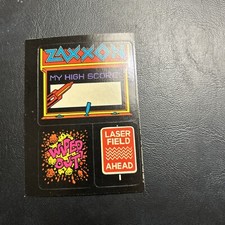 ZAXXON
MY HIGH SCORE
WIPED
OUT!
LASER
FIELD
AHEAD